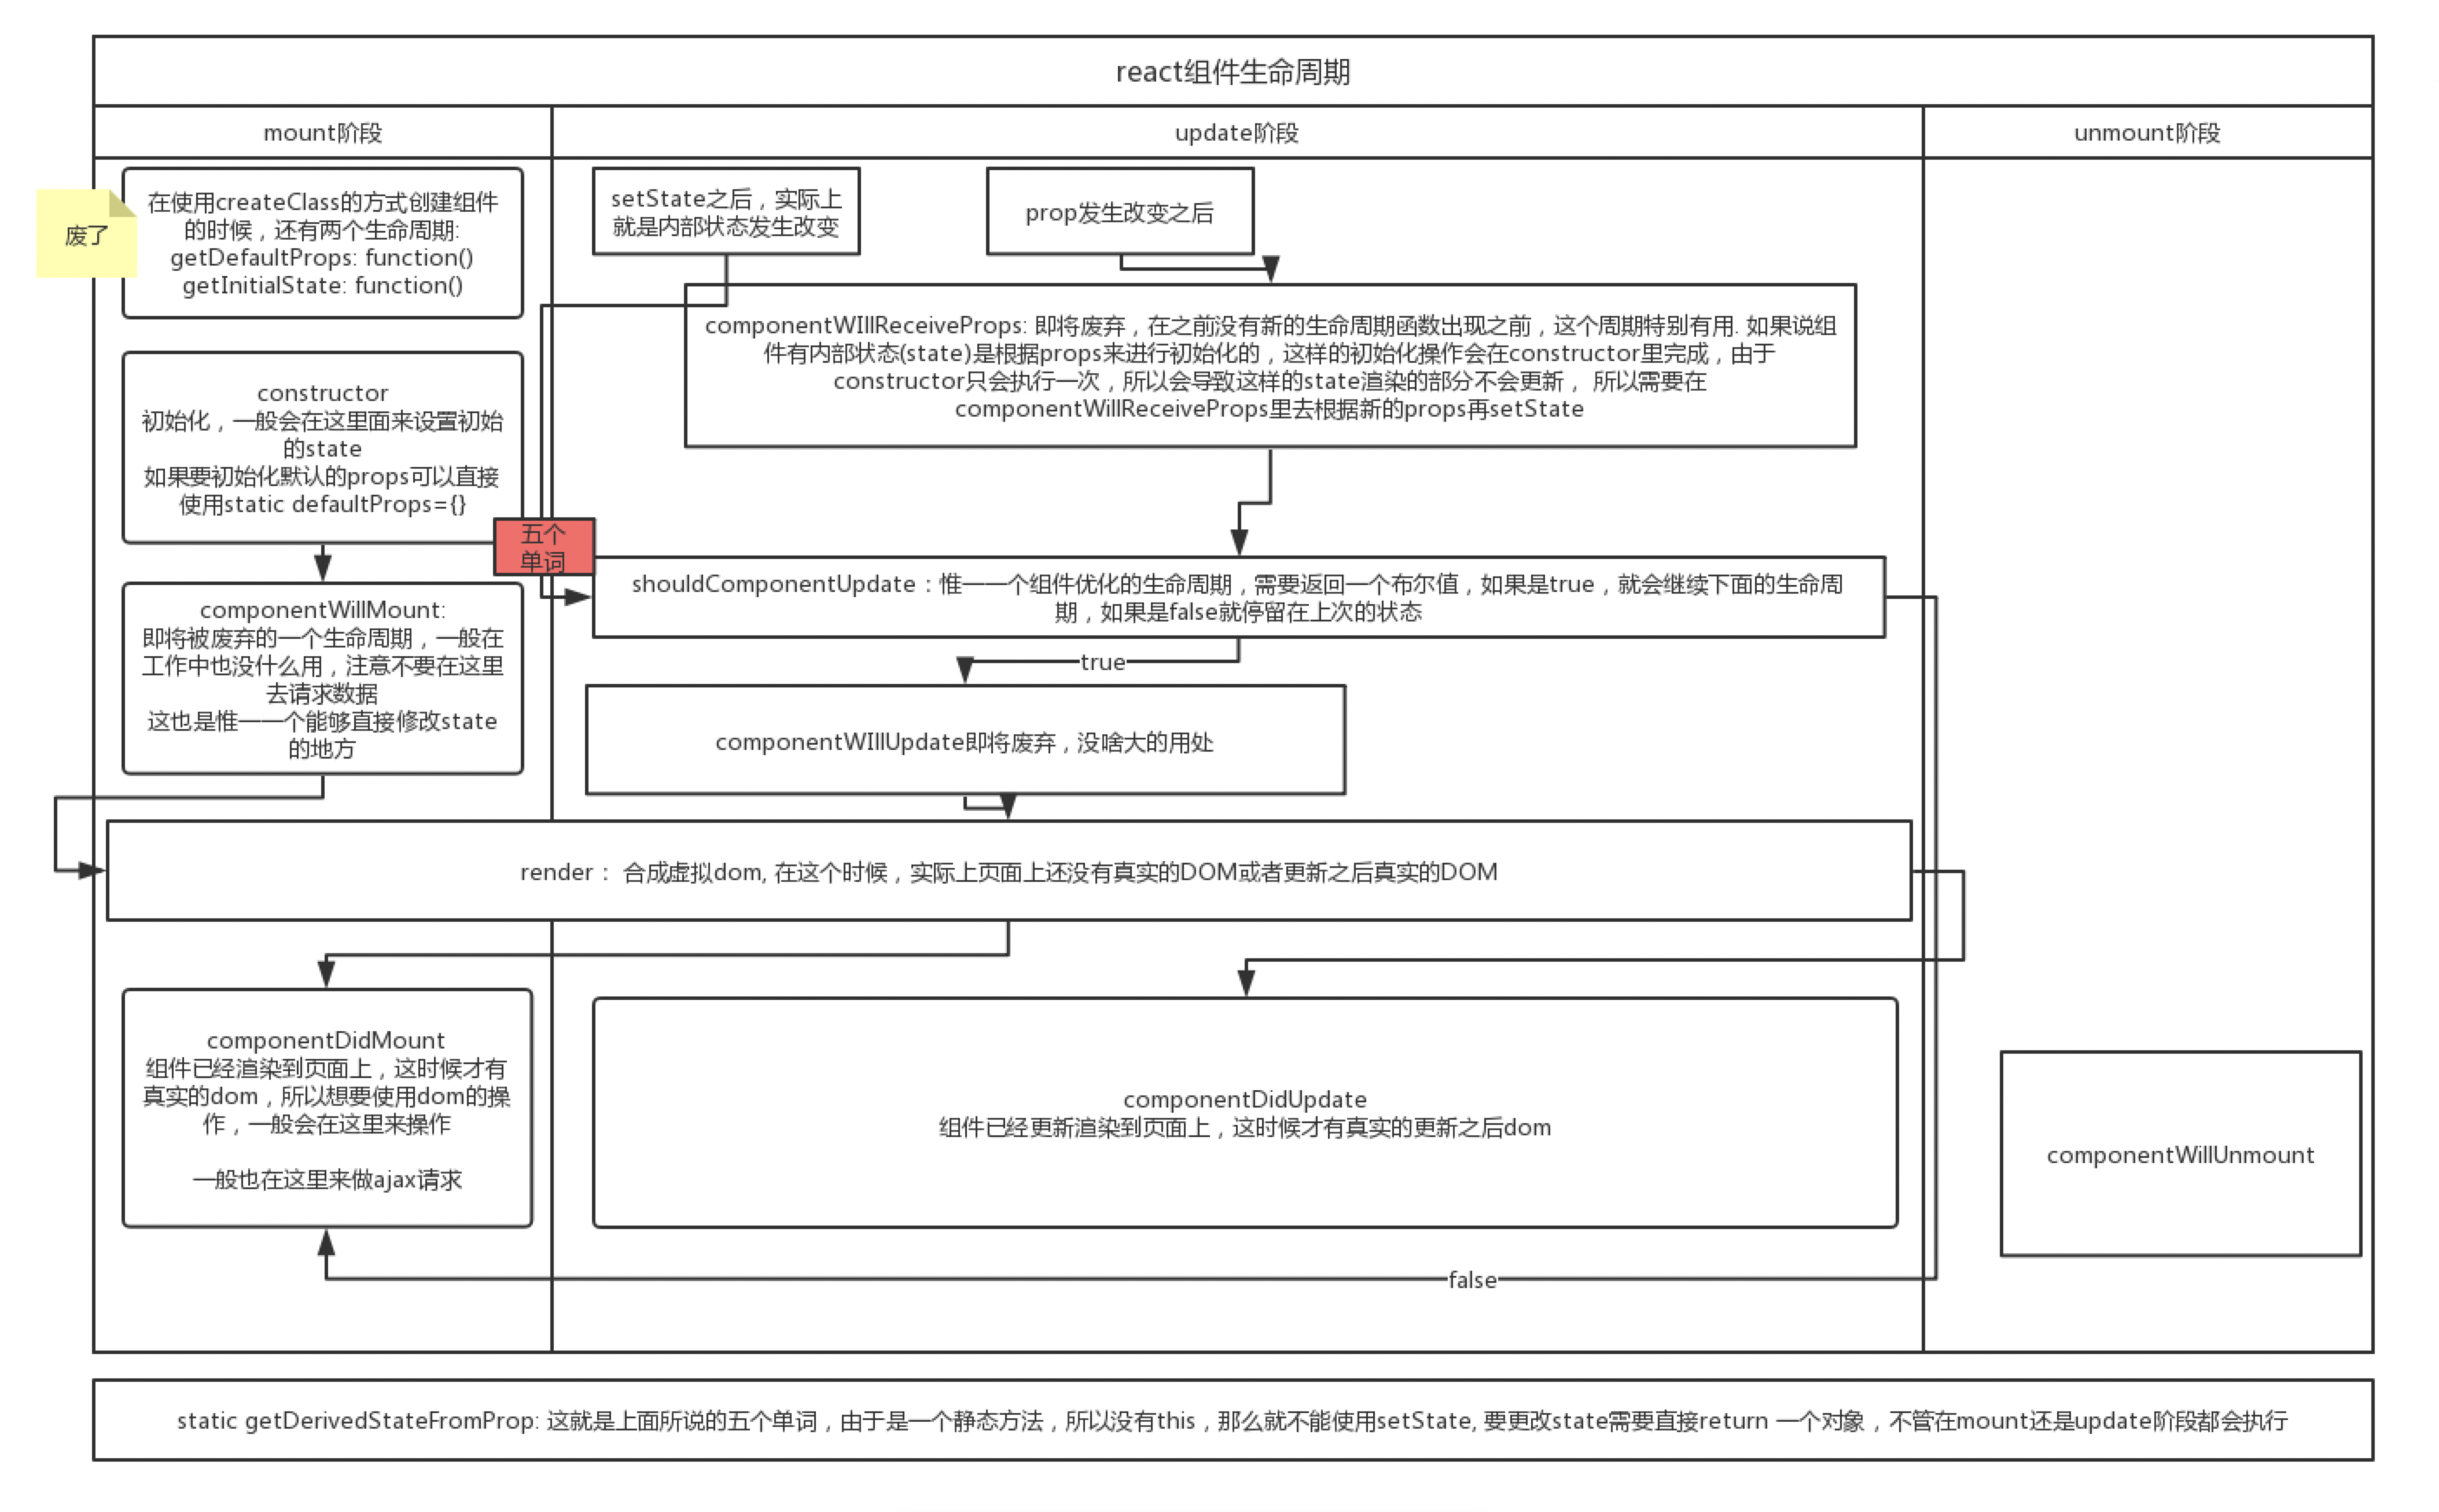 react组件生命周期
mount阶段
update阶段
unmount阶段
废了
在使用createClass的方式创建组件
的时候，还有两个生命周期:
getDefaultProps: function()
getInitialState: function()
constructor
初始化，一般会在这里面来设置初始
的state
如果要初始化默认的props可以直接
使用static defaultProps={}
componentWillMount:
即将被废弃的一个生命周期，一般在
工作中也没什么用，注意不要在这里
去请求数据
这也是惟一一个能够直接修改state
的地方
setState之后，实际上
就是内部状态发生改变
prop发生改变之后
componentWIllReceiveProps: 即将废弃，在之前没有新的生命周期函数出现之前，这个周期特别有用. 如果说组
件有内部状态(state)是根据props来进行初始化的，这样的初始化操作会在constructor里完成，由于
constructor只会执行一次，所以会导致这样的state渲染的部分不会更新， 所以需要在
componentWillReceiveProps里去根据新的props再setState
五个
单词
shouldComponentUpdate：惟一一个组件优化的生命周期，需要返回一个布尔值，如果是true，就会继续下面的生命周
期，如果是false就停留在上次的状态
true
componentWIllUpdate即将废弃，没啥大的用处
render： 合成虚拟dom, 在这个时候，实际上页面上还没有真实的DOM或者更新之后真实的DOM
componentDidMount
组件已经渲染到页面上，这时候才有
真实的dom，所以想要使用dom的操
作，一般会在这里来操作
一般也在这里来做ajax请求
componentDidUpdate
组件已经更新渲染到页面上，这时候才有真实的更新之后dom
componentWillUnmount
false
static getDerivedStateFromProp: 这就是上面所说的五个单词，由于是一个静态方法，所以没有this，那么就不能使用setState, 要更改state需要直接return 一个对象，不管在mount还是update阶段都会执行